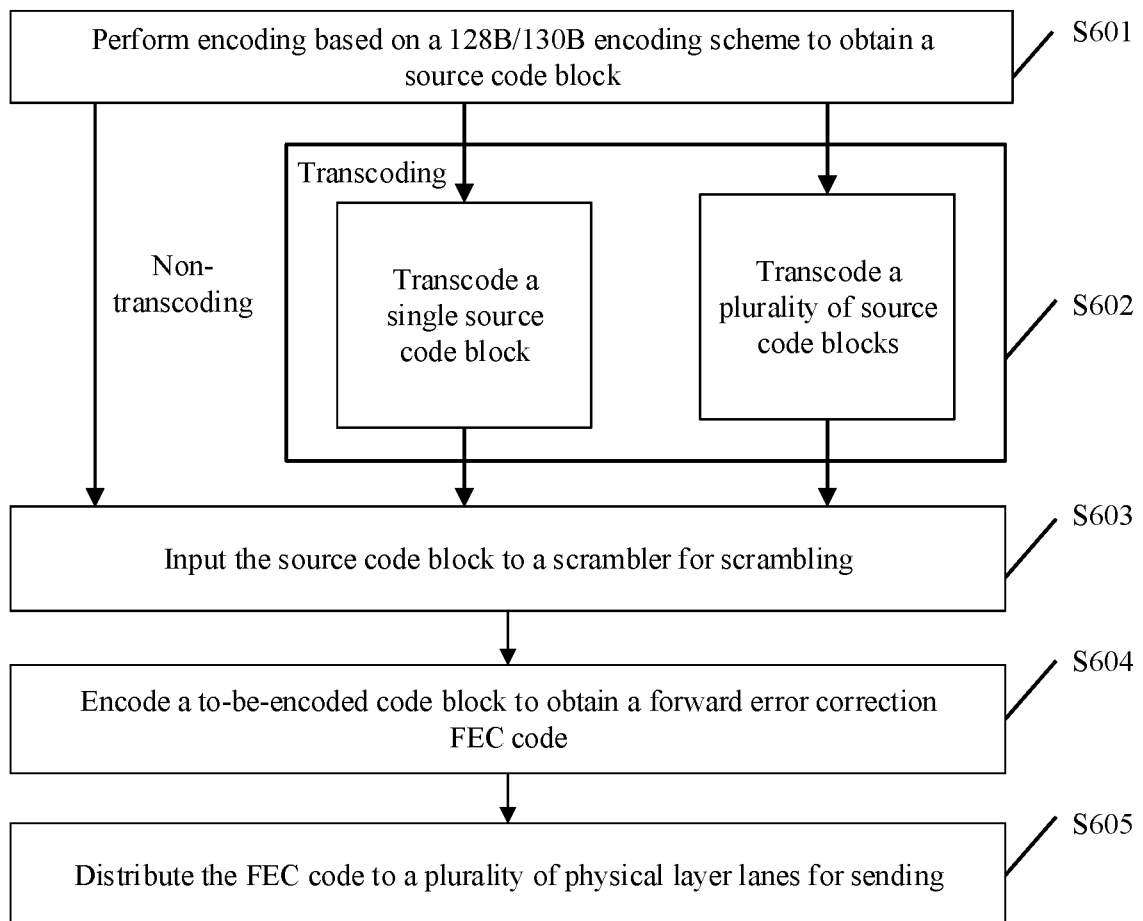 Perform encoding based on a 128B/130B encoding scheme to obtain a
source code block
S601
Transcoding
Non-
transcoding
Transcode a
single source
code block
Transcode a
plurality of source
code blocks
S602
Input the source code block to a scrambler for scrambling
S603
Encode a to-be-encoded code block to obtain a forward error correction
FEC code
S604
Distribute the FEC code to a plurality of physical layer lanes for sending
S605